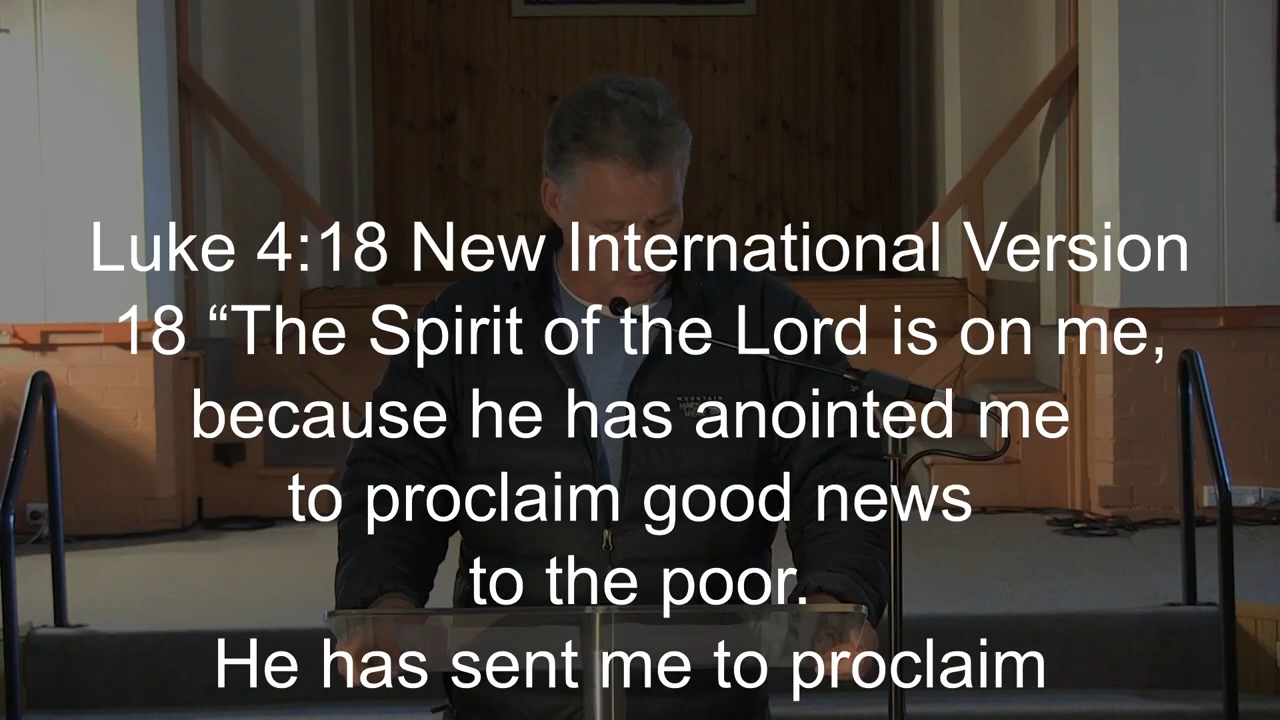 Luke 4:18 New International Version
18 “The Spirit of the Lord is on me,
because he has anointed me
to proclaim good news
to the poor.
He has sent me to proclaim